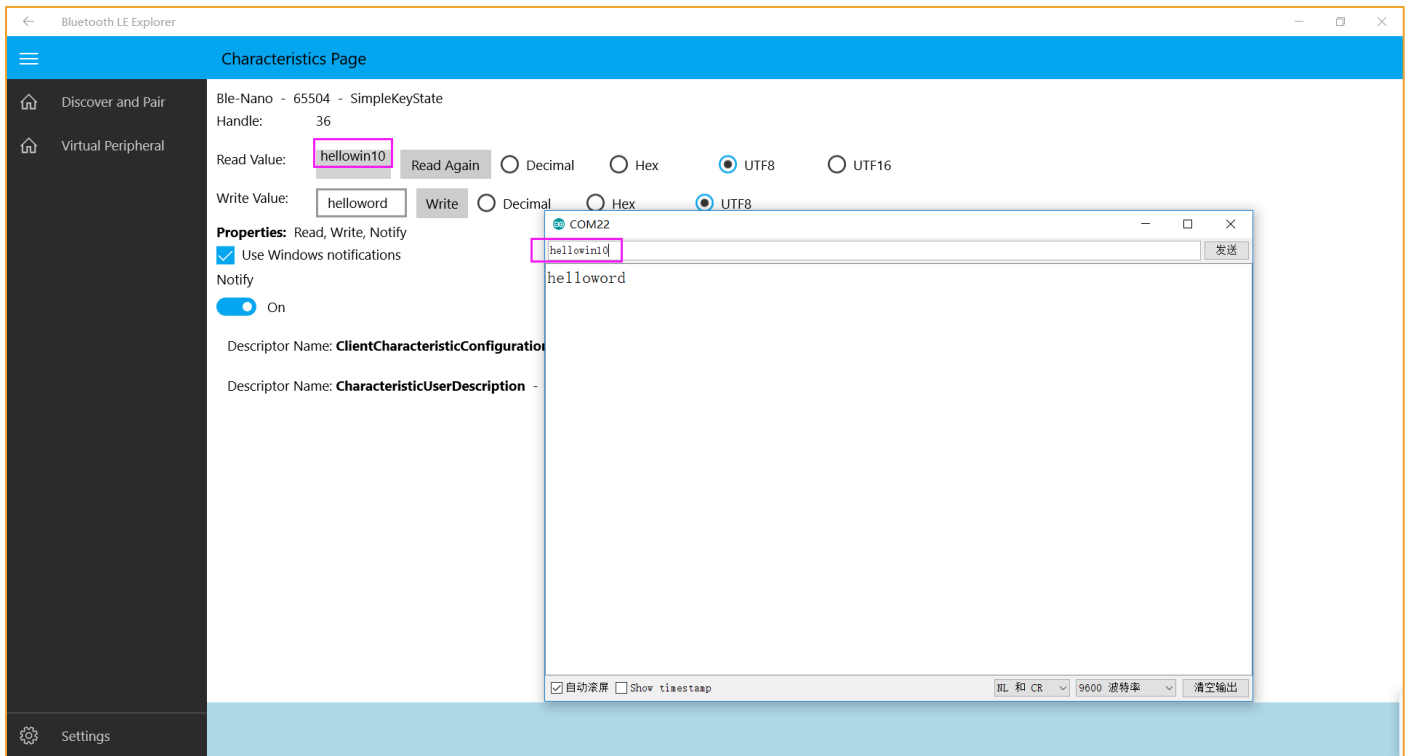 Bluetooth LE Explorer
Characteristics Page
Discover and Pair
Virtual Peripheral
Ble-Nano - 65504 - SimpleKeyState
Handle: 36
Read Value: hellowin10 Read Again Decimal Hex UTF8 UTF16
Write Value: helloword Write Decimal Hex UTF8
Properties: Read, Write, Notify
Use Windows notifications
Notify
On
Descriptor Name: ClientCharacteristicConfiguration
Descriptor Name: CharacteristicUserDescription -
COM22
hellowin10 发送
helloword
自动滚屏 Show timestamp NL 和 CR 9600 波特率 清空输出
Settings